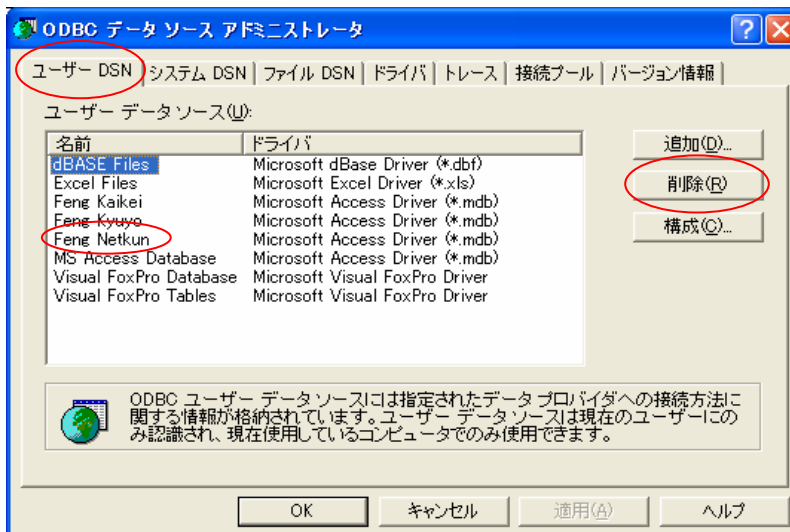 ODBC データ ソース アドミニストレータ
ユーザー DSN システム DSN ファイル DSN ドライバ トレース 接続プール バージョン情報
ユーザー データ ソース(U):
名前 ドライバ
dBASE Files Microsoft dBase Driver (*.dbf)
Excel Files Microsoft Excel Driver (*.xls)
Feng Kaikei Microsoft Access Driver (*.mdb)
Feng Kyuyo Microsoft Access Driver (*.mdb)
Feng Netkun Microsoft Access Driver (*.mdb)
MS Access Database Microsoft Access Driver (*.mdb)
Visual FoxPro Database Microsoft Visual FoxPro Driver
Visual FoxPro Tables Microsoft Visual FoxPro Driver
追加(D)...
削除(R)
構成(C)...
ODBC ユーザー データ ソースには指定されたデータ プロバイダへの接続方法に
関する情報が格納されています。ユーザー データ ソースは現在のユーザーにの
み認識され、現在使用しているコンピュータでのみ使用できます。
OK キャンセル 適用(A) ヘルプ